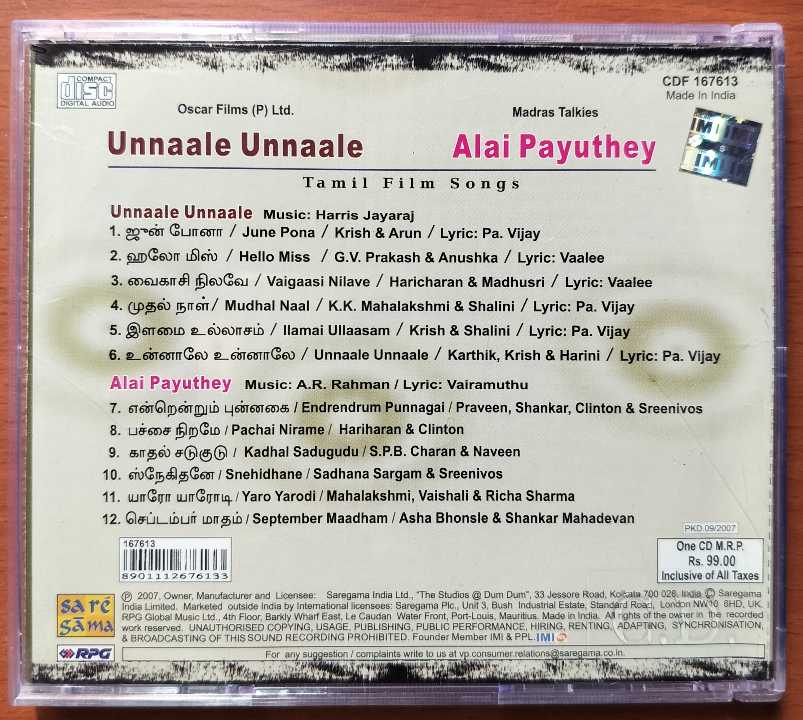 COMPACT
disc
DIGITAL AUDIO
CDF 167613
Made In India
Oscar Films (P) Ltd.
Madras Talkies
Unnaale Unnaale
Alai Payuthey
IMI
IMI
Tamil Film Songs
Unnaale Unnaale Music: Harris Jayaraj
1. ஜுன் போனா / June Pona / Krish & Arun / Lyric: Pa. Vijay
2. ஹலோ மிஸ் / Hello Miss / G.V. Prakash & Anushka / Lyric: Vaalee
3. வைகாசி நிலவே / Vaigaasi Nilave / Haricharan & Madhusri / Lyric: Vaalee
4. முதல் நாள் / Mudhal Naal / K.K. Mahalakshmi & Shalini / Lyric: Pa. Vijay
5. இளமை உல்லாசம் / Ilamai Ullaasam / Krish & Shalini / Lyric: Pa. Vijay
6. உன்னாலே உன்னாலே / Unnaale Unnaale / Karthik, Krish & Harini / Lyric: Pa. Vijay
Alai Payuthey Music: A.R. Rahman / Lyric: Vairamuthu
7. என்றென்றும் புன்னகை / Endrendrum Punnagai / Praveen, Shankar, Clinton & Sreenivos
8. பச்சை நிறமே / Pachai Nirame / Hariharan & Clinton
9. காதல் சடுகுடு / Kadhal Sadugudu / S.P.B. Charan & Naveen
10. ஸ்நேகிதனே / Snehidhane / Sadhana Sargam & Sreenivos
11. யாரோ யாரோடி / Yaro Yarodi / Mahalakshmi, Vaishali & Richa Sharma
12. செப்டம்பர் மாதம் / September Maadham / Asha Bhonsle & Shankar Mahadevan
PKD.09/2007
167613
8901112676133
One CD M.R.P.
Rs. 99.00
Inclusive of All Taxes
sa re
gama
RPG
℗ 2007, Owner, Manufacturer and Licensee: Saregama India Ltd., "The Studios @ Dum Dum", 33 Jessore Road, Kolkata 700 028, India © Saregama
India Limited. Marketed outside India by International licensees: Saregama Plc., Unit 3, Bush Industrial Estate, Standard Road, London NW10 6HD, UK.
RPG Global Music Ltd., 4th Floor, Barkly Wharf East, Le Caudan Water Front, Port-Louis, Mauritius. Made in India. All rights of the owner in the recorded
work reserved. UNAUTHORISED COPYING, USAGE, PUBLISHING, PUBLIC PERFORMANCE, HIRING, RENTING, ADAPTING, SYNCHRONISATION,
& BROADCASTING OF THIS SOUND RECORDING PROHIBITED. Founder Member IMI & PPL. IMI
For any suggestion / complaints write to us at vp.consumer.relations@saregama.co.in.